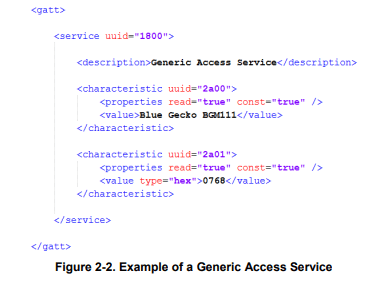 <gatt>
<service uuid="1800">
<description>Generic Access Service</description>
<characteristic uuid="2a00">
<properties read="true" const="true" />
<value>Blue Gecko BGM111</value>
</characteristic>
<characteristic uuid="2a01">
<properties read="true" const="true" />
<value type="hex">0768</value>
</characteristic>
</service>
</gatt>
Figure 2-2. Example of a Generic Access Service